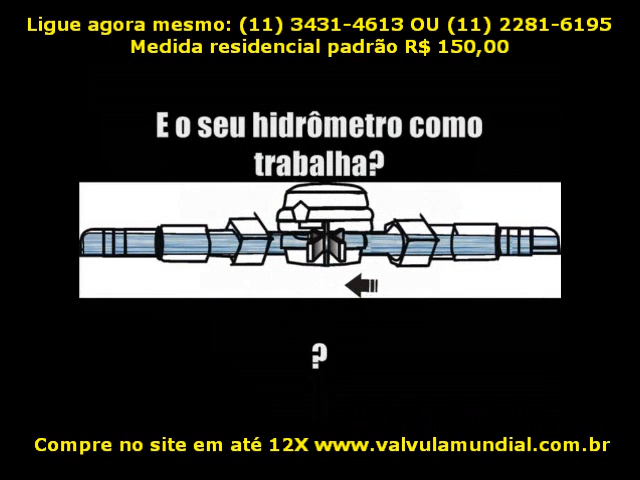 Ligue agora mesmo: (11) 3431-4613 OU (11) 2281-6195
Medida residencial padrão R$ 150,00
E o seu hidrômetro como
trabalha?
?
Compre no site em até 12X www.valvulamundial.com.br